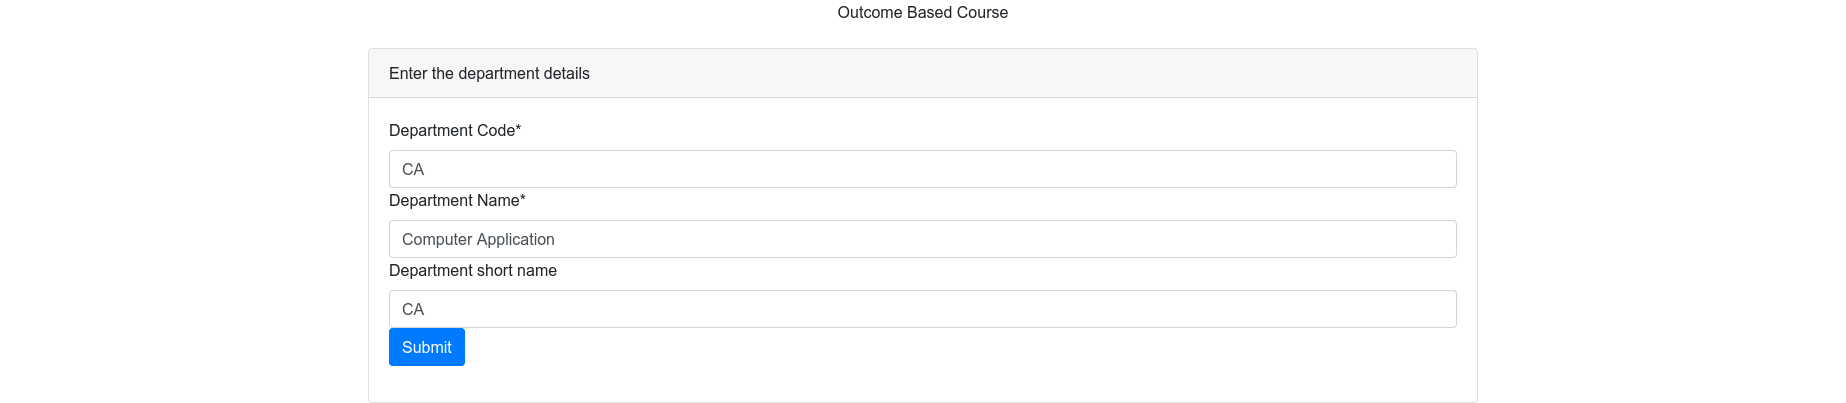 Outcome Based Course
Enter the department details
Department Code*
CA
Department Name*
Computer Application
Department short name
CA
Submit